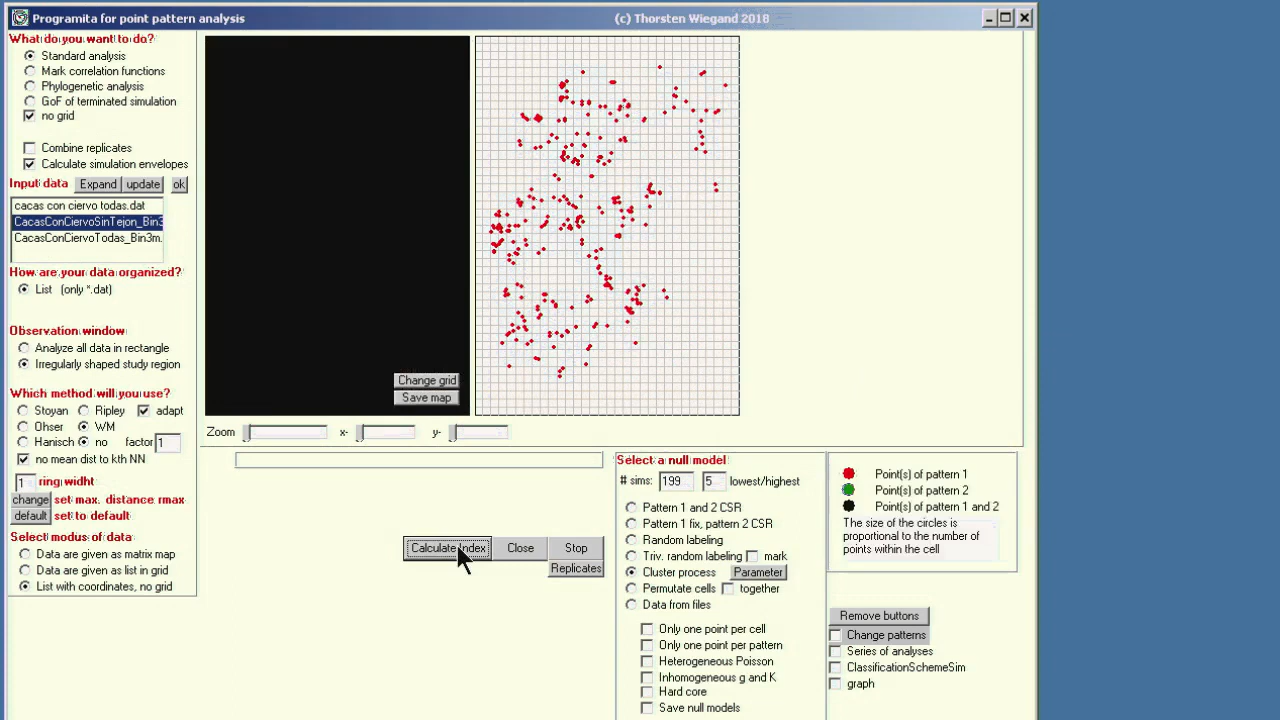 Programita for point pattern analysis
(c) Thorsten Wiegand 2018
What do you want to do?
Standard analysis
Mark correlation functions
Phylogenetic analysis
GoF of terminated simulation
no grid
Combine replicates
Calculate simulation envelopes
Input data
Expand
update
ok
cacas con ciervo todas.dat
CacasConCiervoSinTejon_Bin3
CacasConCiervoTodas_Bin3m.
How are your data organized?
List (only *.dat)
Observation window
Analyze all data in rectangle
Irregularly shaped study region
Which method will you use?
Stoyan
Ripley
adapt
Ohser
WM
Hanisch
no
factor
1
no mean dist to kth NN
1
ring widht
change
set max. distance rmax
default
set to default
Select modus of data
Data are given as matrix map
Data are given as list in grid
List with coordinates, no grid
Change grid
Save map
Zoom
x-
y-
Calculate index
Close
Stop
Replicates
Select a null model
# sims:
199
5
lowest/highest
Pattern 1 and 2 CSR
Pattern 1 fix, pattern 2 CSR
Random labeling
Triv. random labeling
mark
Cluster process
Parameter
Permutate cells
together
Data from files
Only one point per cell
Only one point per pattern
Heterogeneous Poisson
Inhomogeneous g and K
Hard core
Save null models
Point(s) of pattern 1
Point(s) of pattern 2
Point(s) of pattern 1 and 2
The size of the circles is
proportional to the number of
points within the cell
Remove buttons
Change patterns
Series of analyses
ClassificationSchemeSim
graph